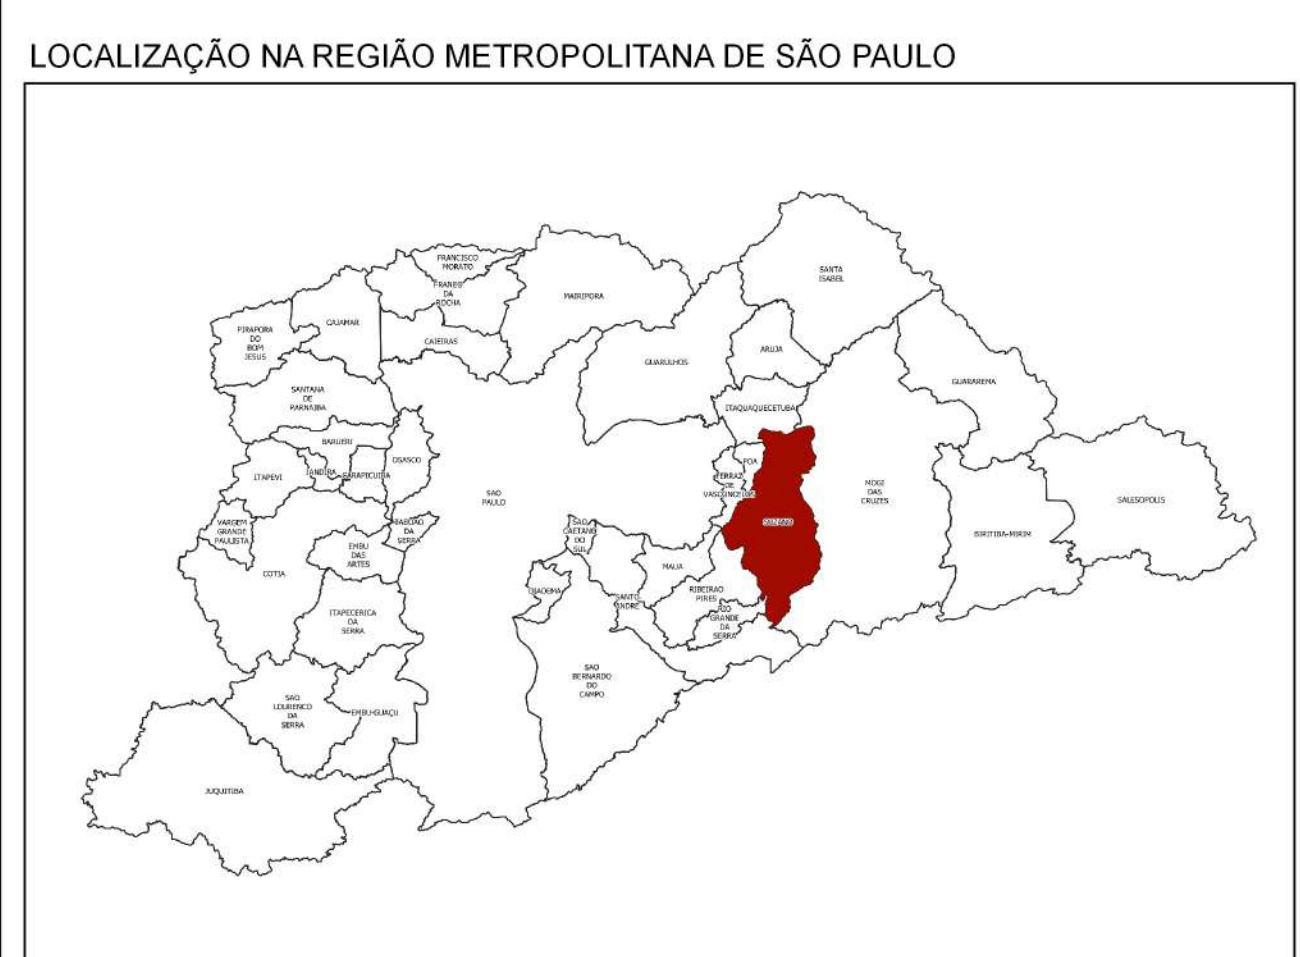 LOCALIZAÇÃO NA REGIÃO METROPOLITANA DE SÃO PAULO
FRANCISCO
MORATO
FRANCO
DA
ROCHA
MAIRIPORA
SANTA
ISABEL
PIRAPORA
DO
BOM
JESUS
CAJAMAR
CAIEIRAS
GUARULHOS
ARUJA
SANTANA
DE
PARNAIBA
ITAQUAQUECETUBA
GUARAREMA
BARUERI
OSASCO
ITAPEVI
JANDIRA
CARAPICUIBA
SAO
PAULO
POA
FERRAZ
DE
VASCONCELOS
SUZANO
MOGI
DAS
CRUZES
SALESOPOLIS
BIRITIBA-MIRIM
VARGEM
GRANDE
PAULISTA
TABOAO
DA
SERRA
EMBU
DAS
ARTES
COTIA
SAO
CAETANO
DO
SUL
MAUA
DIADEMA
SANTO
ANDRE
RIBEIRAO
PIRES
RIO
GRANDE
DA
SERRA
ITAPECERICA
DA
SERRA
SAO
BERNARDO
DO
CAMPO
SAO
LOURENCO
DA
SERRA
EMBU-GUAÇU
JUQUITIBA